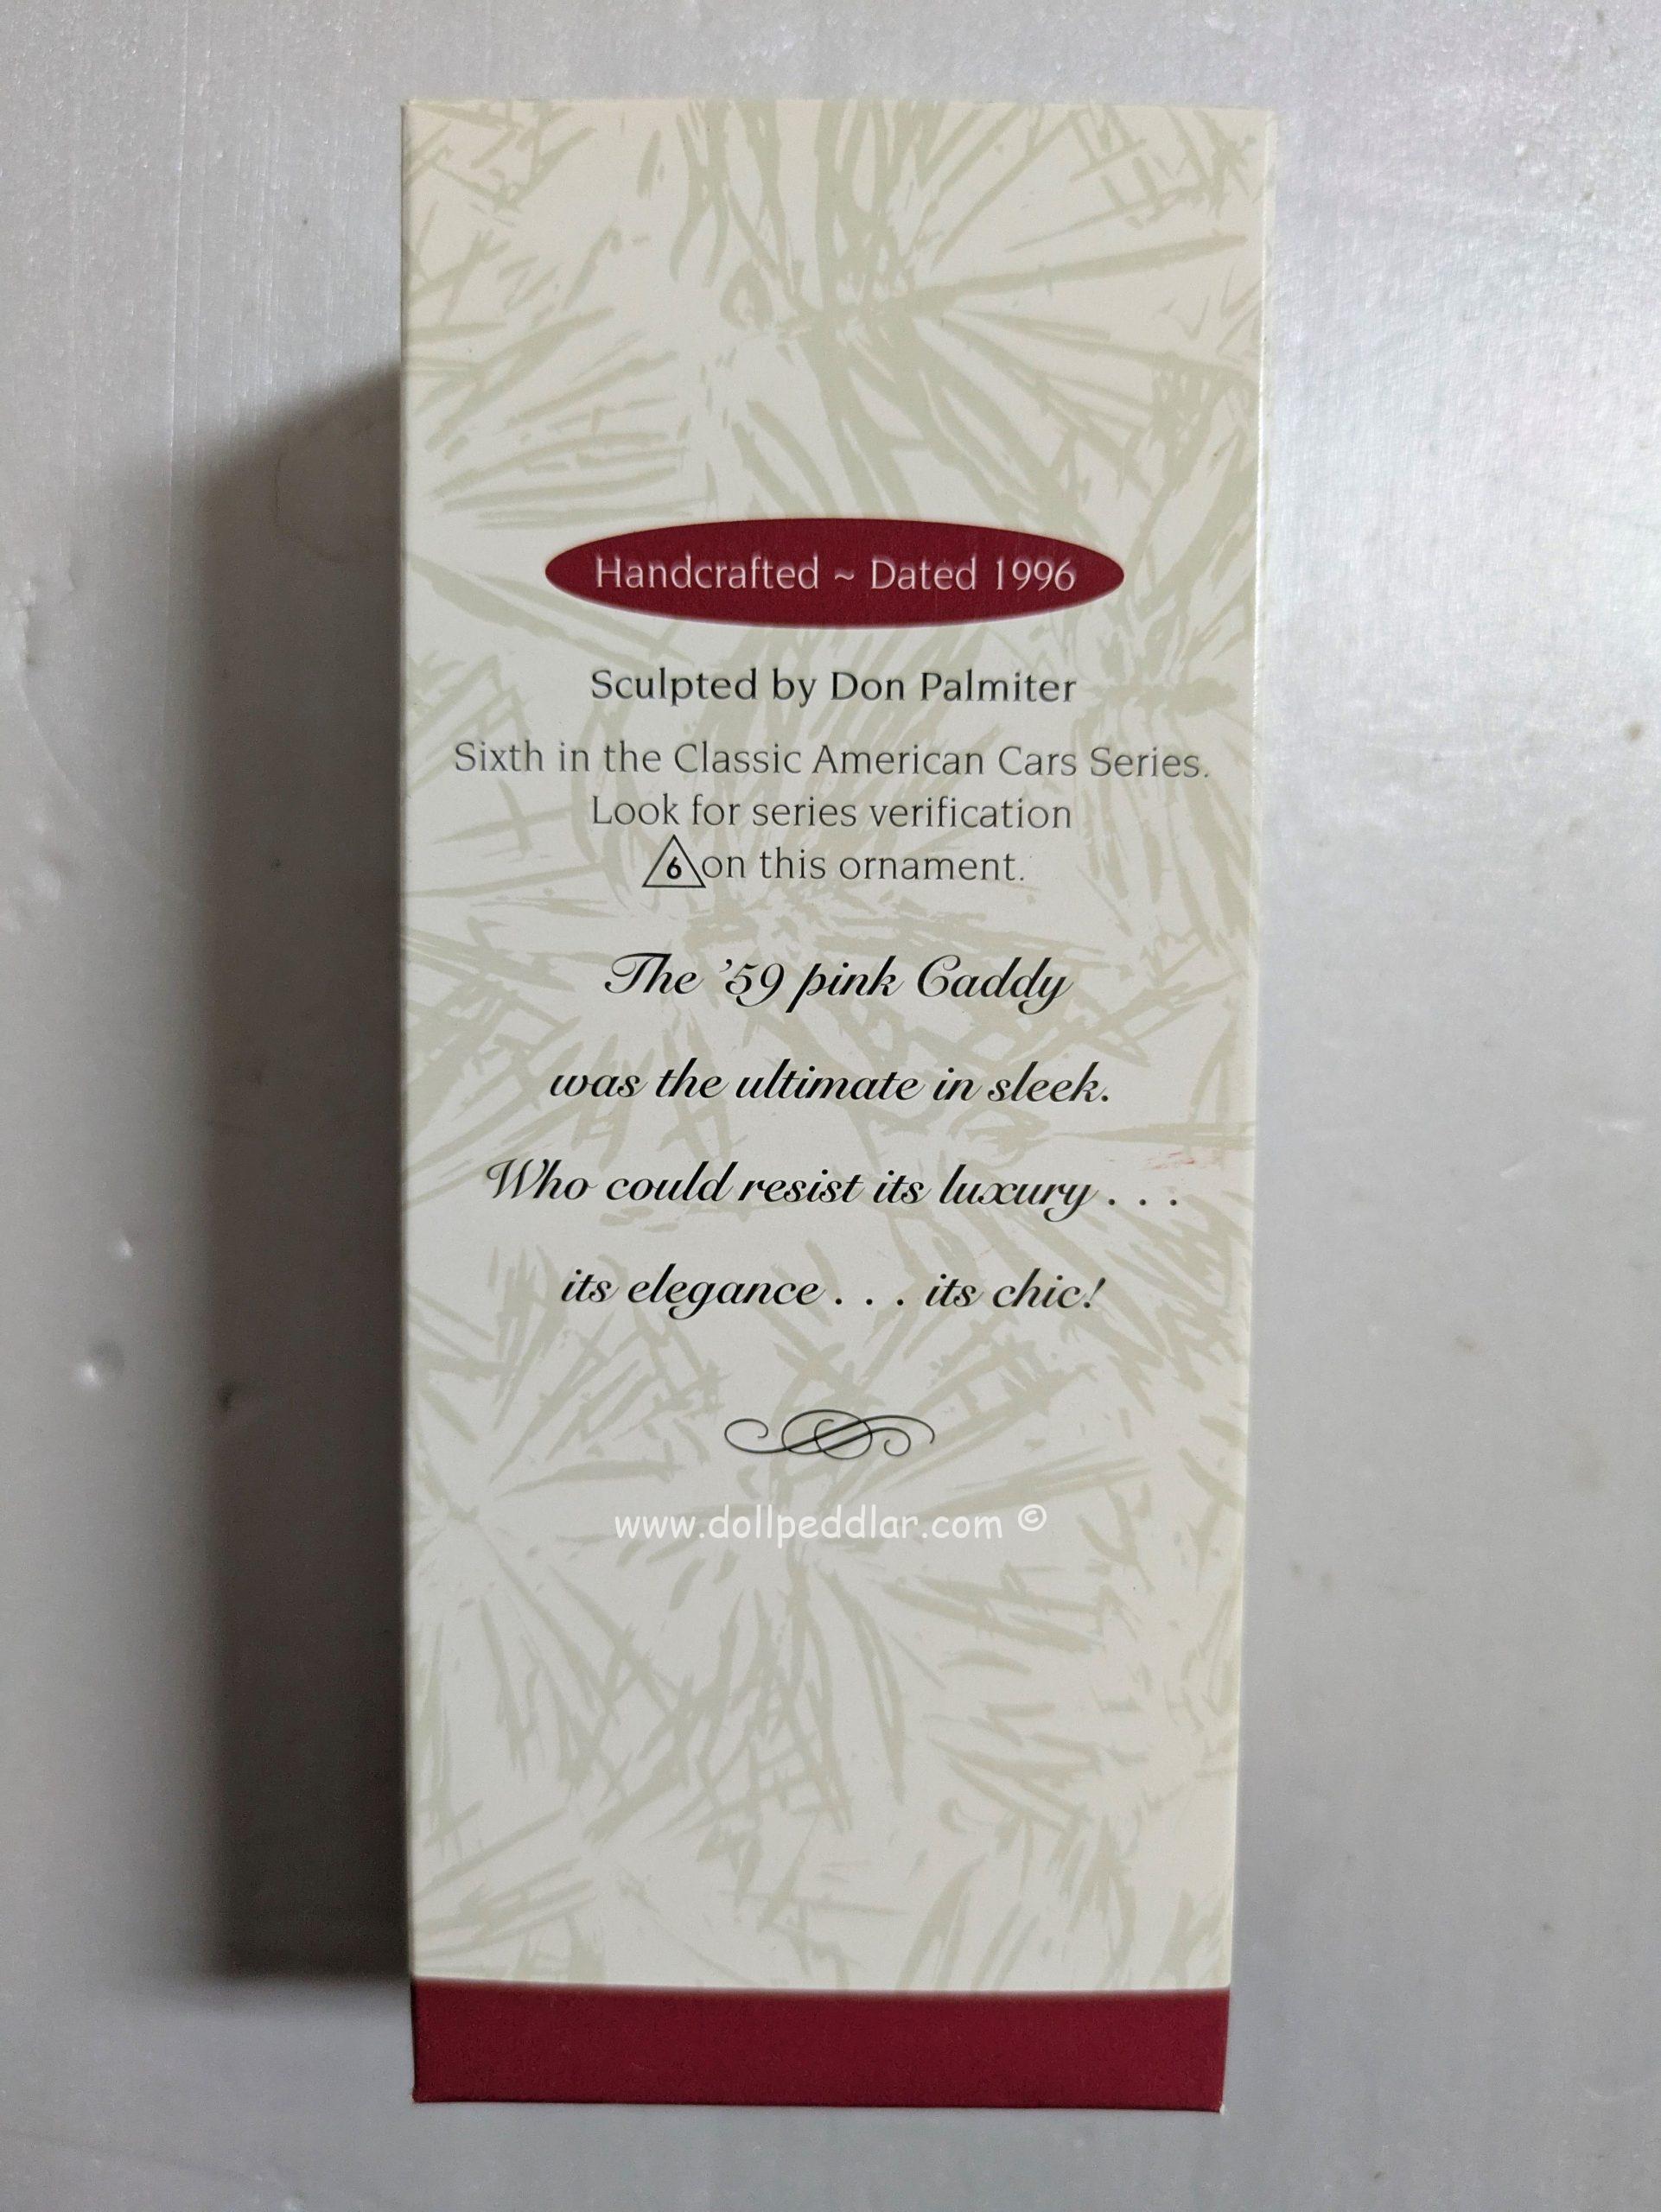 Handcrafted ~ Dated 1996
Sculpted by Don Palmiter
Sixth in the Classic American Cars Series.
Look for series verification
6 on this ornament.
The ’59 pink Caddy
was the ultimate in sleek.
Who could resist its luxury . . .
its elegance . . . its chic!
www.dollpeddlar.com ©